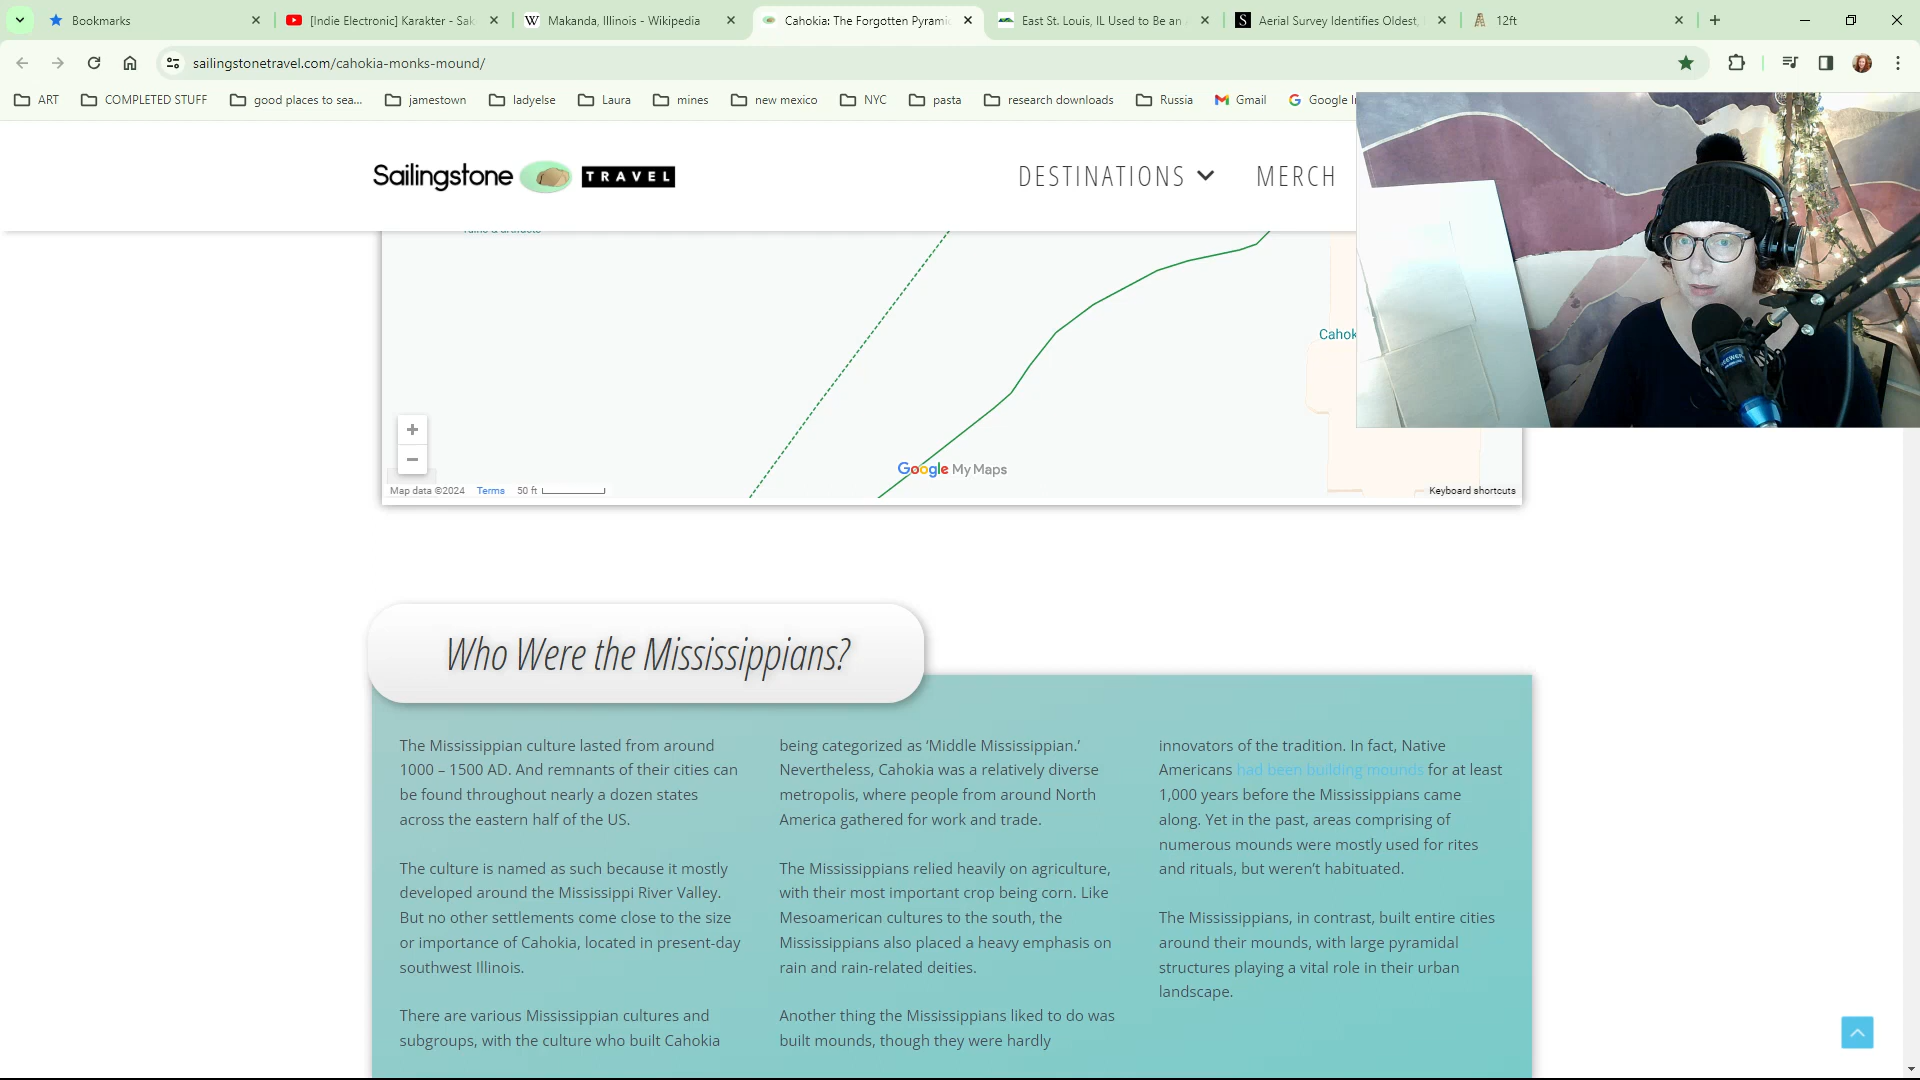 Bookmarks
[Indie Electronic] Karakter - Sak
Makanda, Illinois - Wikipedia
Cahokia: The Forgotten Pyrami
East St. Louis, IL Used to Be an
Aerial Survey Identifies Oldest,
12ft
sailingstonetravel.com/cahokia-monks-mound/
ART
COMPLETED STUFF
good places to sea...
jamestown
ladyelse
Laura
mines
new mexico
NYC
pasta
research downloads
Russia
Gmail
Google
Sailingstone TRAVEL
DESTINATIONS
MERCH
Cahok
Google My Maps
Map data ©2024 Terms 50 ft
Keyboard shortcuts
Who Were the Mississippians?
The Mississippian culture lasted from around
1000 – 1500 AD. And remnants of their cities can
be found throughout nearly a dozen states
across the eastern half of the US.
The culture is named as such because it mostly
developed around the Mississippi River Valley.
But no other settlements come close to the size
or importance of Cahokia, located in present-day
southwest Illinois.
There are various Mississippian cultures and
subgroups, with the culture who built Cahokia
being categorized as ‘Middle Mississippian.’
Nevertheless, Cahokia was a relatively diverse
metropolis, where people from around North
America gathered for work and trade.
The Mississippians relied heavily on agriculture,
with their most important crop being corn. Like
Mesoamerican cultures to the south, the
Mississippians also placed a heavy emphasis on
rain and rain-related deities.
Another thing the Mississippians liked to do was
built mounds, though they were hardly
innovators of the tradition. In fact, Native
Americans had been building mounds for at least
1,000 years before the Mississippians came
along. Yet in the past, areas comprising of
numerous mounds were mostly used for rites
and rituals, but weren’t habituated.
The Mississippians, in contrast, built entire cities
around their mounds, with large pyramidal
structures playing a vital role in their urban
landscape.